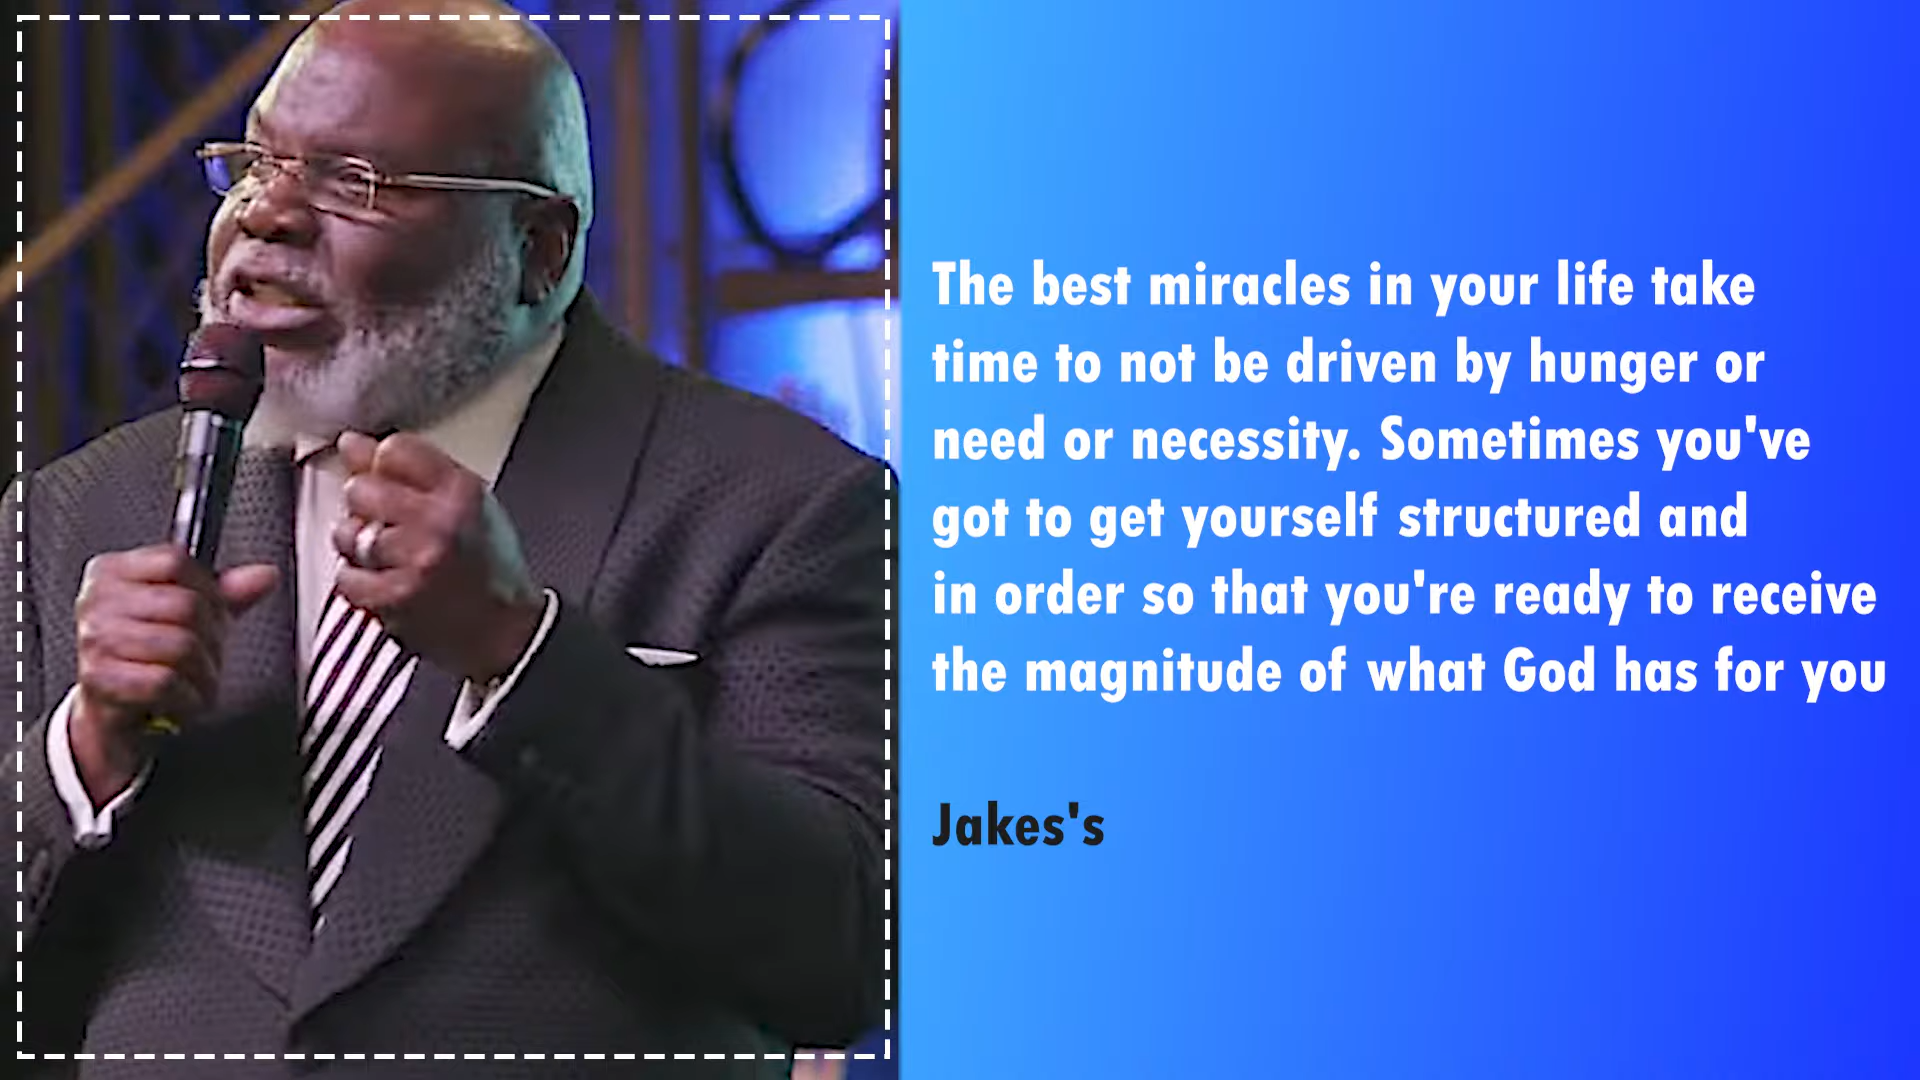 The best miracles in your life take
time to not be driven by hunger or
need or necessity. Sometimes you've
got to get yourself structured and
in order so that you're ready to receive
the magnitude of what God has for you
Jakes's